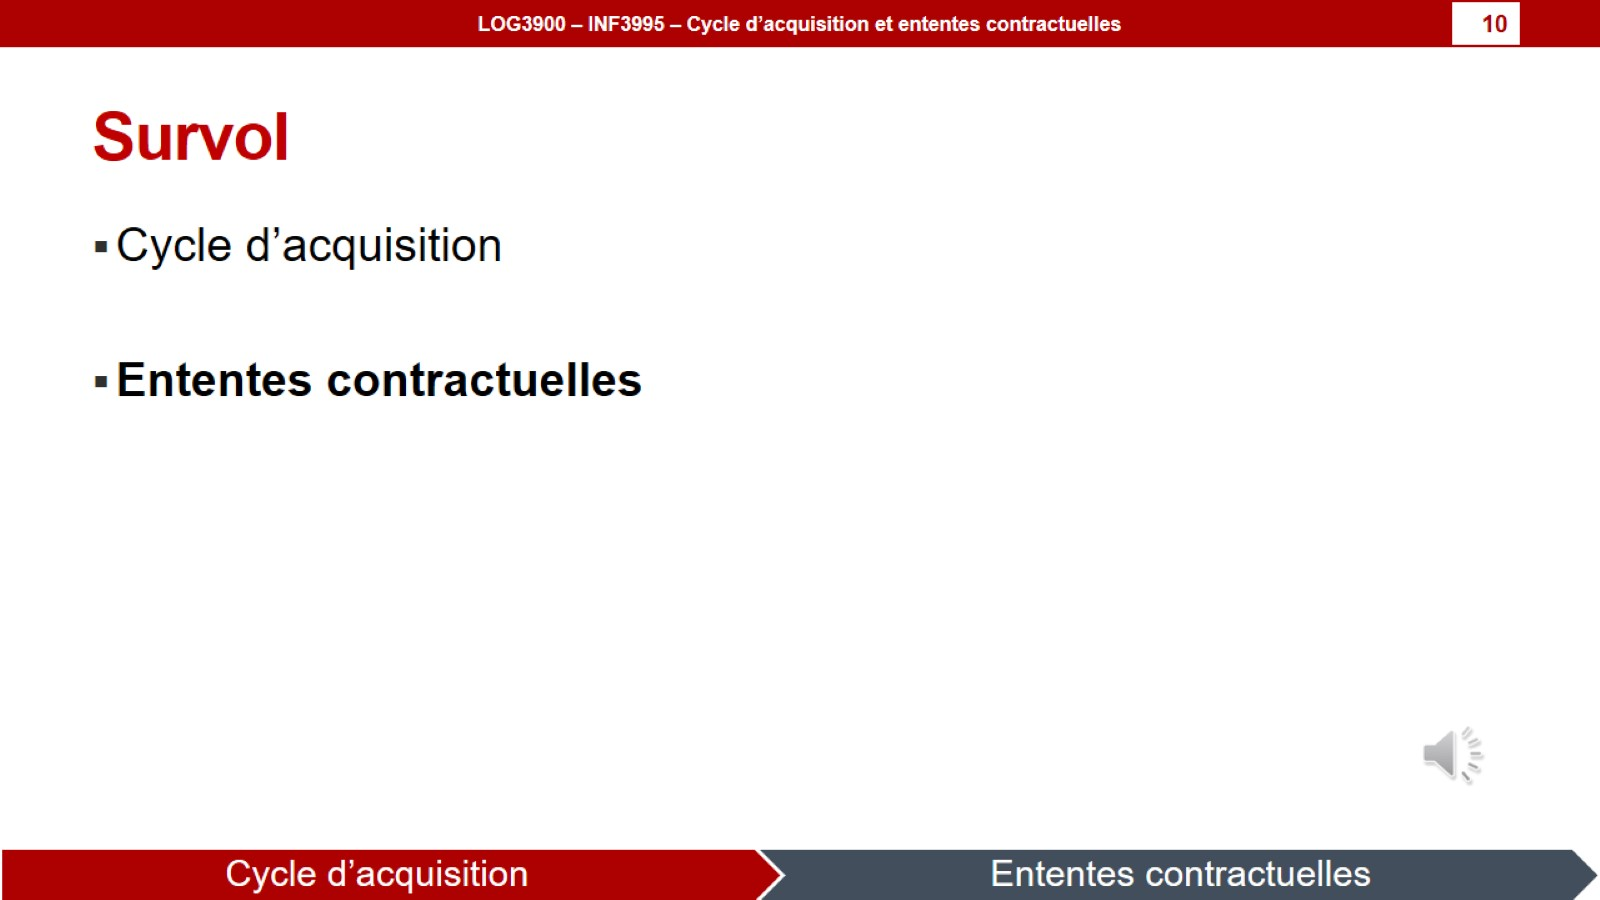 LOG3900 – INF3995 – Cycle d’acquisition et ententes contractuelles
10
Survol
▪ Cycle d’acquisition
▪ Ententes contractuelles
Cycle d’acquisition
Ententes contractuelles